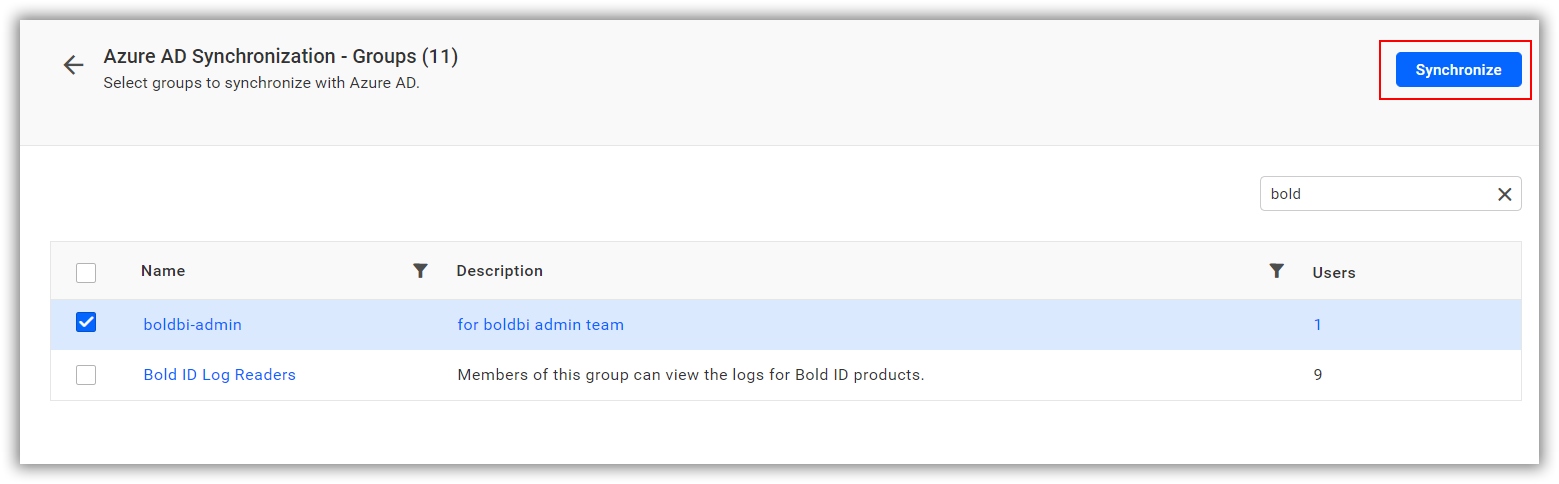 Azure AD Synchronization - Groups (11)
Select groups to synchronize with Azure AD.
Synchronize
bold
Name Description Users
boldbi-admin for boldbi admin team 1
Bold ID Log Readers Members of this group can view the logs for Bold ID products. 9